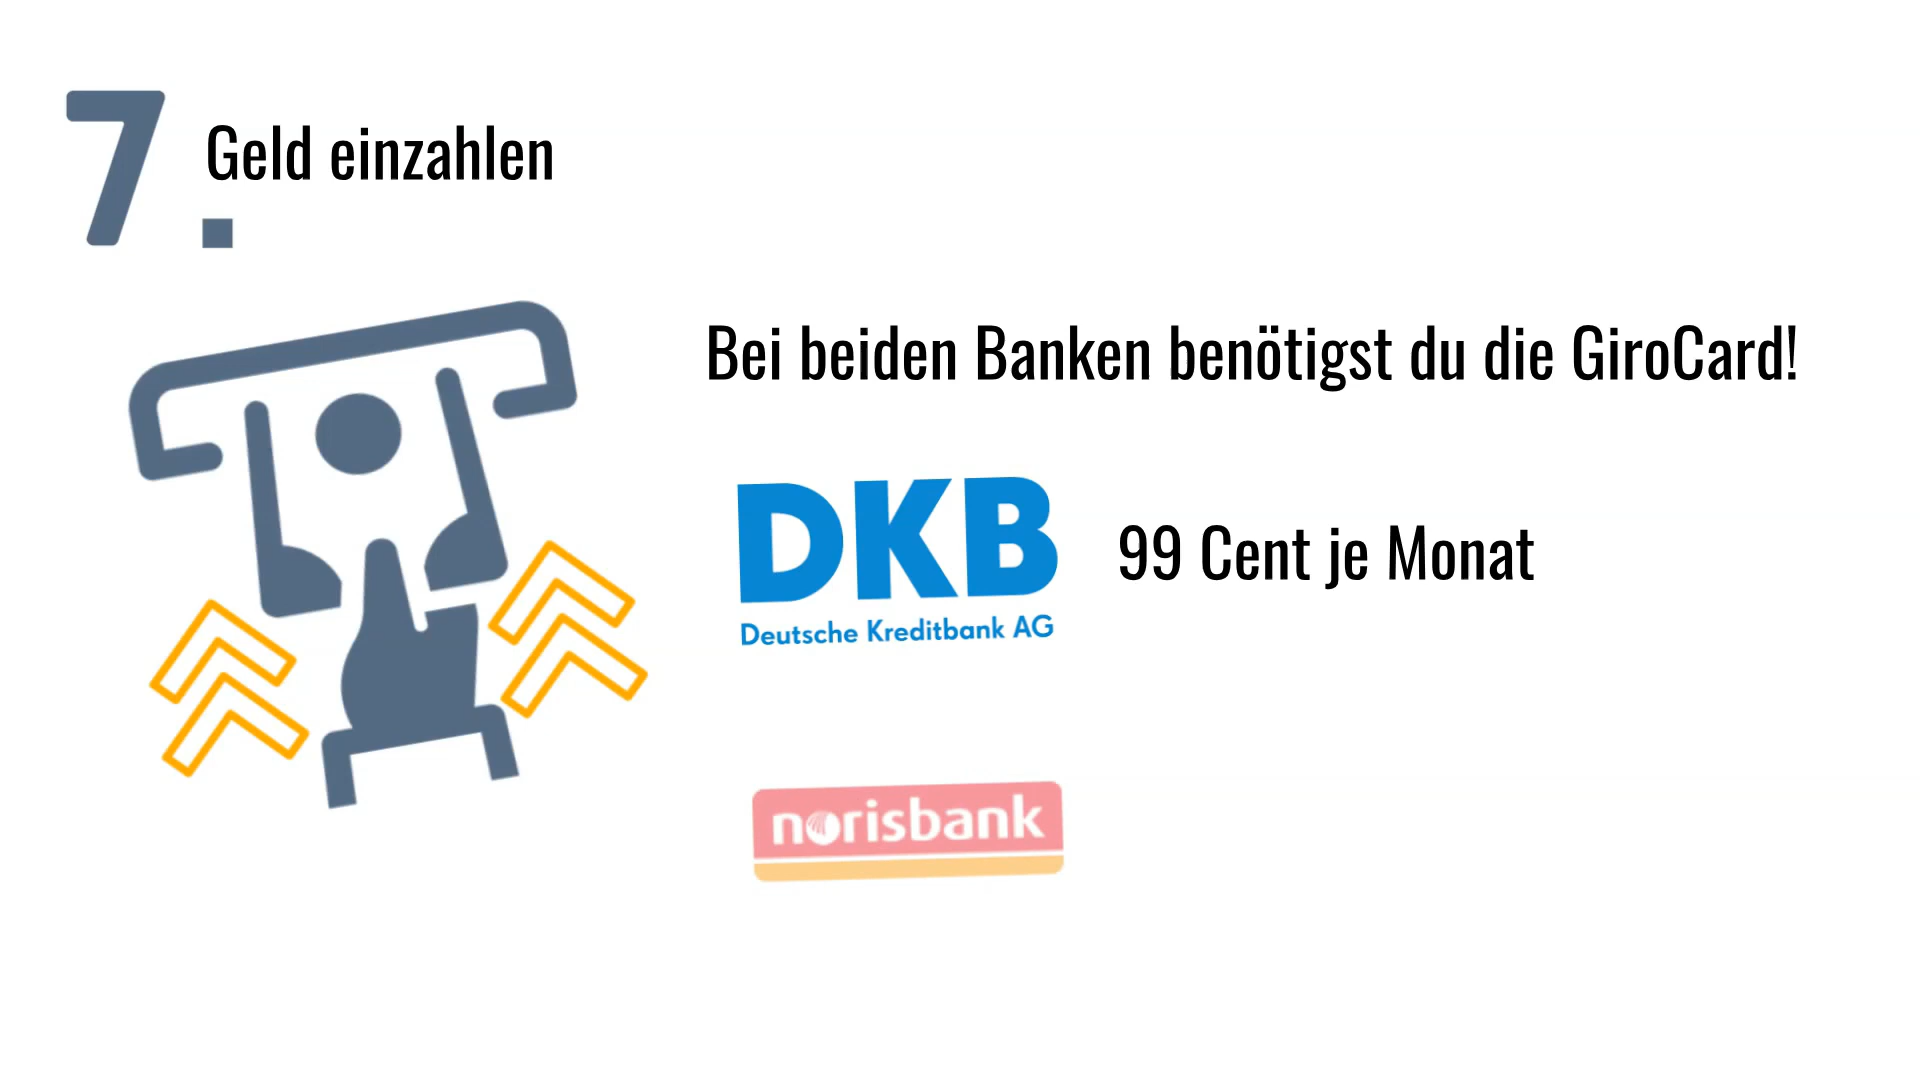 7.
Geld einzahlen
Bei beiden Banken benötigst du die GiroCard!
DKB
Deutsche Kreditbank AG
99 Cent je Monat
norisbank